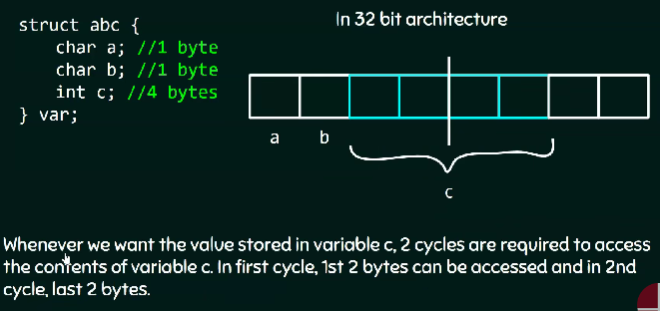 struct abc {
In 32 bit architecture
char a; //1 byte
char b; //1 byte
int c; //4 bytes
} var;
a b
c
Whenever we want the value stored in variable c, 2 cycles are required to access
the contents of variable c. In first cycle, 1st 2 bytes can be accessed and in 2nd
cycle, last 2 bytes.